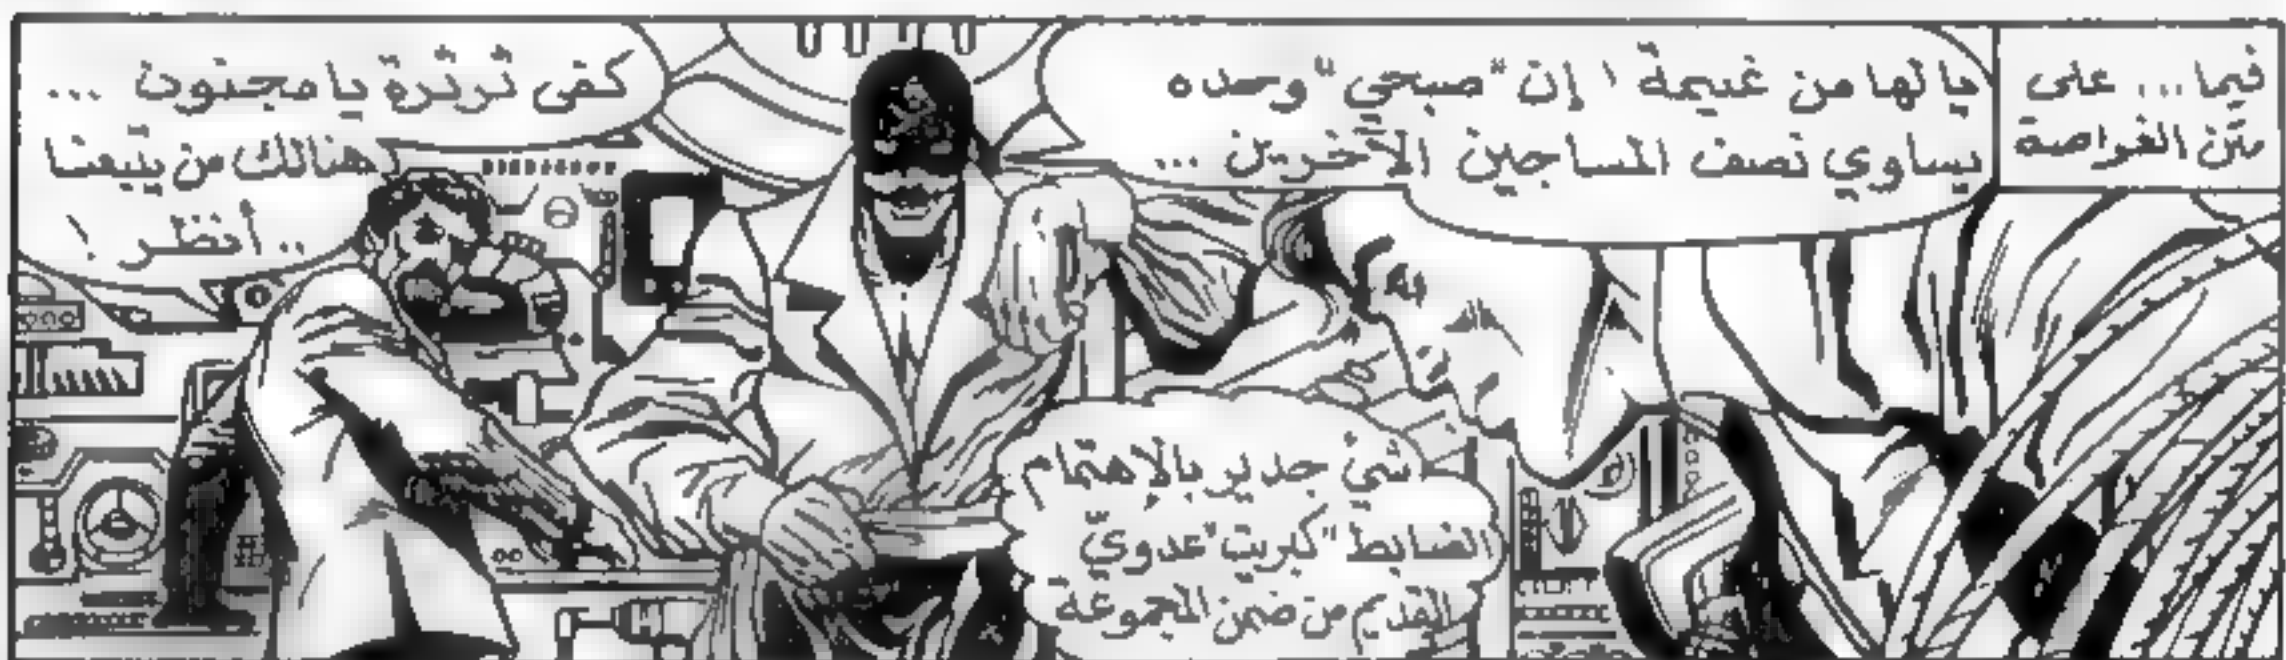 فيما ... على
متن الغواصة
يا لها من غنيمة ! إن "صبحي" وحده
يساوي نصف المساجين الآخرين ...
شيء جدير بالإهتمام
الضابط "كبريت" عدوي
القديم من ضمن المجموعة
كفى ثرثرة يا مجنون ...
هنالك من يتبعنا
.. أنظر !